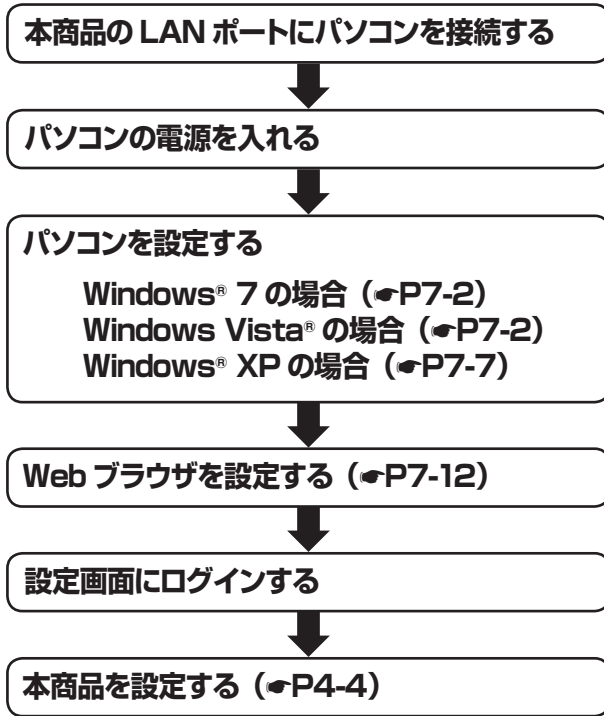 本商品の LAN ポートにパソコンを接続する
パソコンの電源を入れる
パソコンを設定する
Windows® 7 の場合（☛P7-2）
Windows Vista® の場合（☛P7-2）
Windows® XP の場合（☛P7-7）
Web ブラウザを設定する（☛P7-12）
設定画面にログインする
本商品を設定する（☛P4-4）